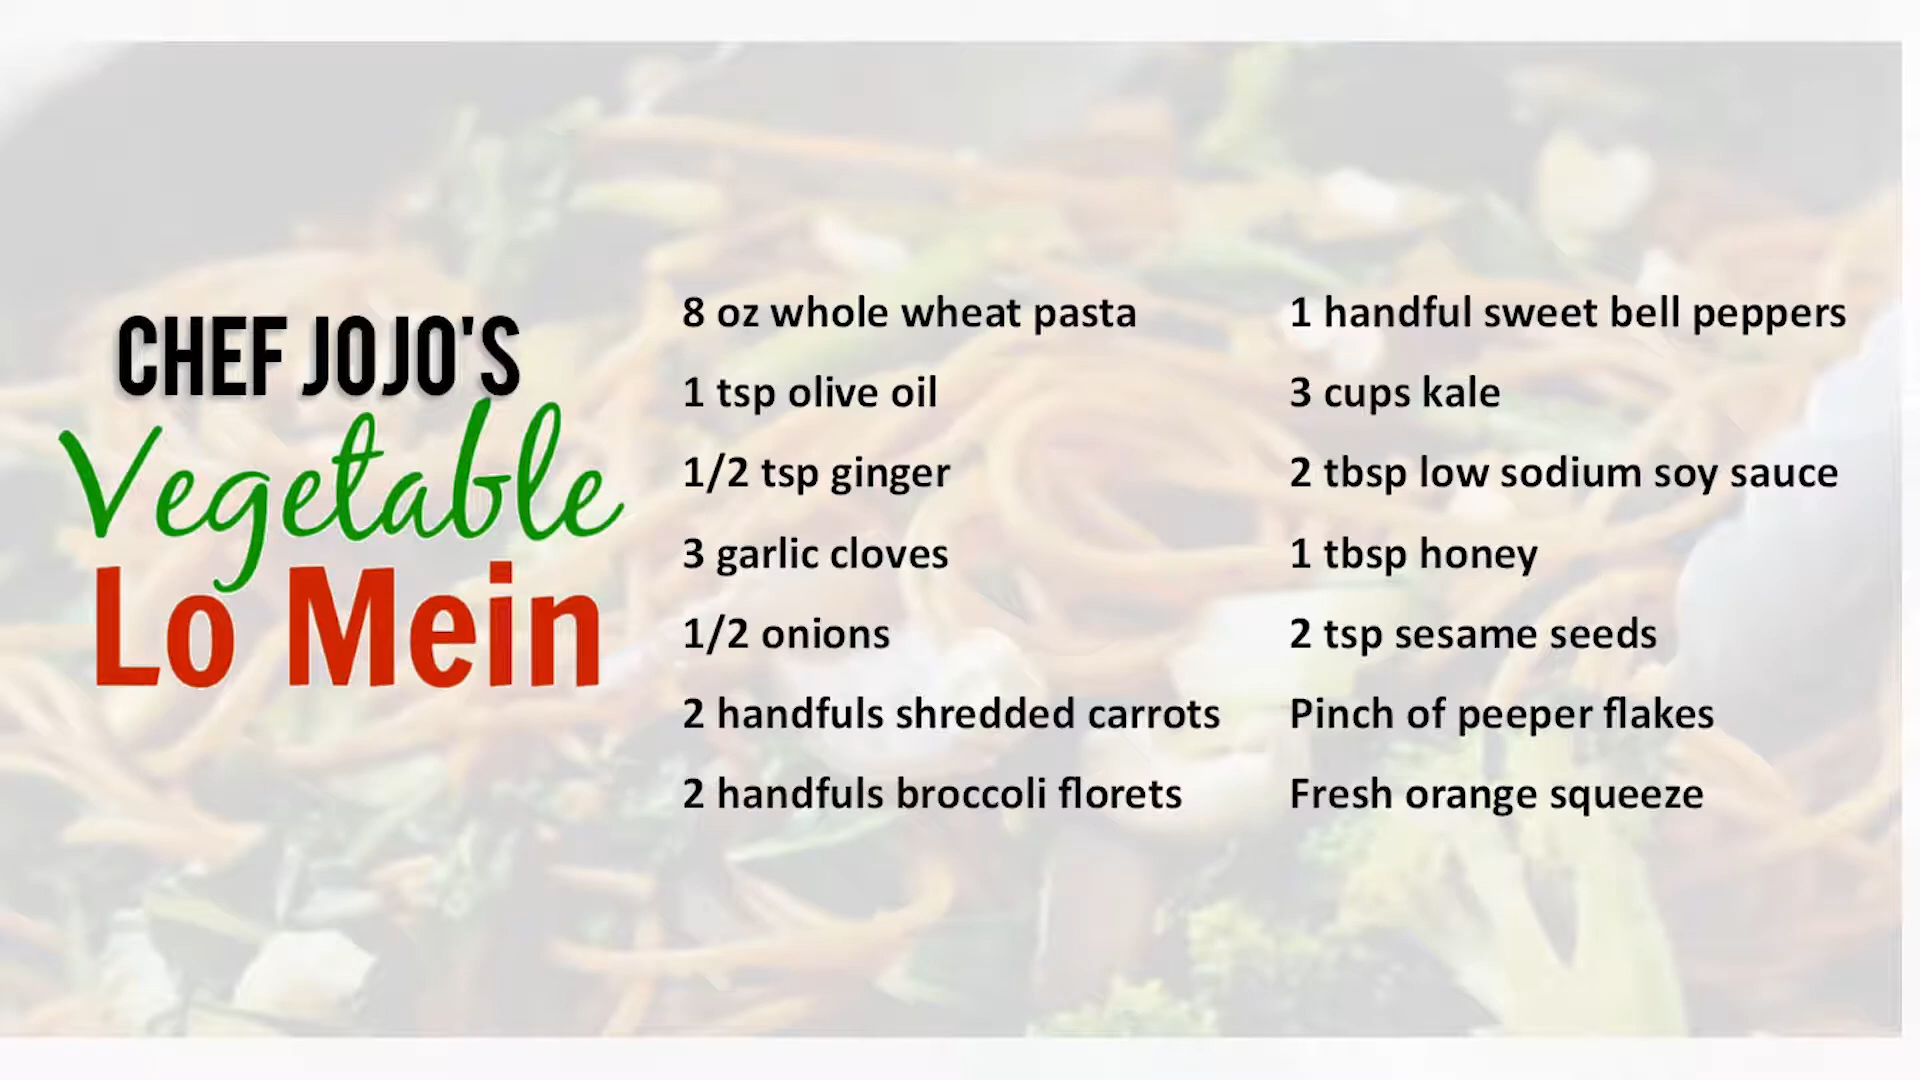 CHEF JOJO'S
Vegetable
Lo Mein
8 oz whole wheat pasta
1 tsp olive oil
1/2 tsp ginger
3 garlic cloves
1/2 onions
2 handfuls shredded carrots
2 handfuls broccoli florets
1 handful sweet bell peppers
3 cups kale
2 tbsp low sodium soy sauce
1 tbsp honey
2 tsp sesame seeds
Pinch of peeper flakes
Fresh orange squeeze